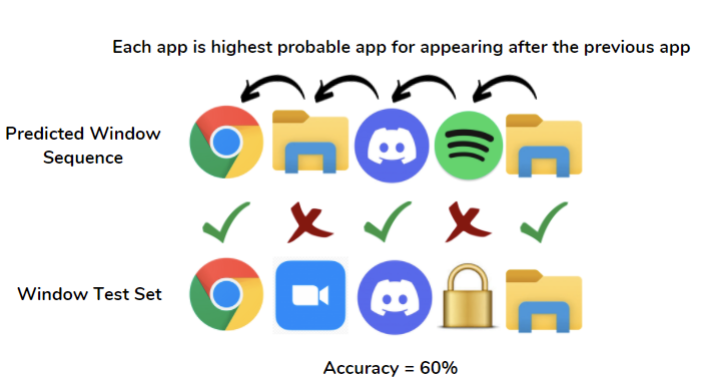 Each app is highest probable app for appearing after the previous app
Predicted Window
Sequence
Window Test Set
Accuracy = 60%